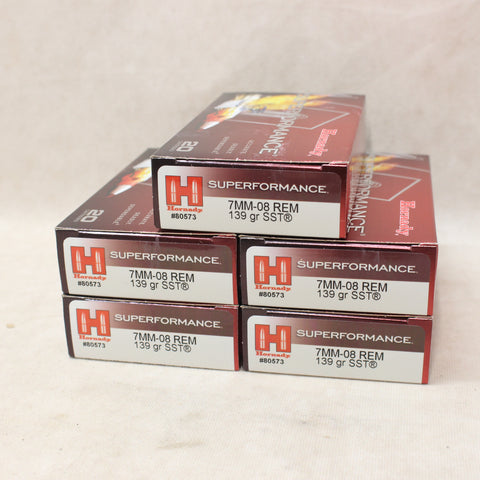 SUPERFORMANCE
Hornady
20
H
Hornady
#80573
SUPERFORMANCE
7MM-08 REM
139 gr SST®
SUPERFORMANCE
Hornady
20
H
Hornady
#80573
SUPERFORMANCE
7MM-08 REM
139 gr SST®
H
Hornady
#80573
SUPERFORMANCE
7MM-08 REM
139 gr SST®
H
Hornady
#80573
SUPERFORMANCE
7MM-08 REM
139 gr SST®
H
Hornady
#80573
SUPERFORMANCE
7MM-08 REM
139 gr SST®